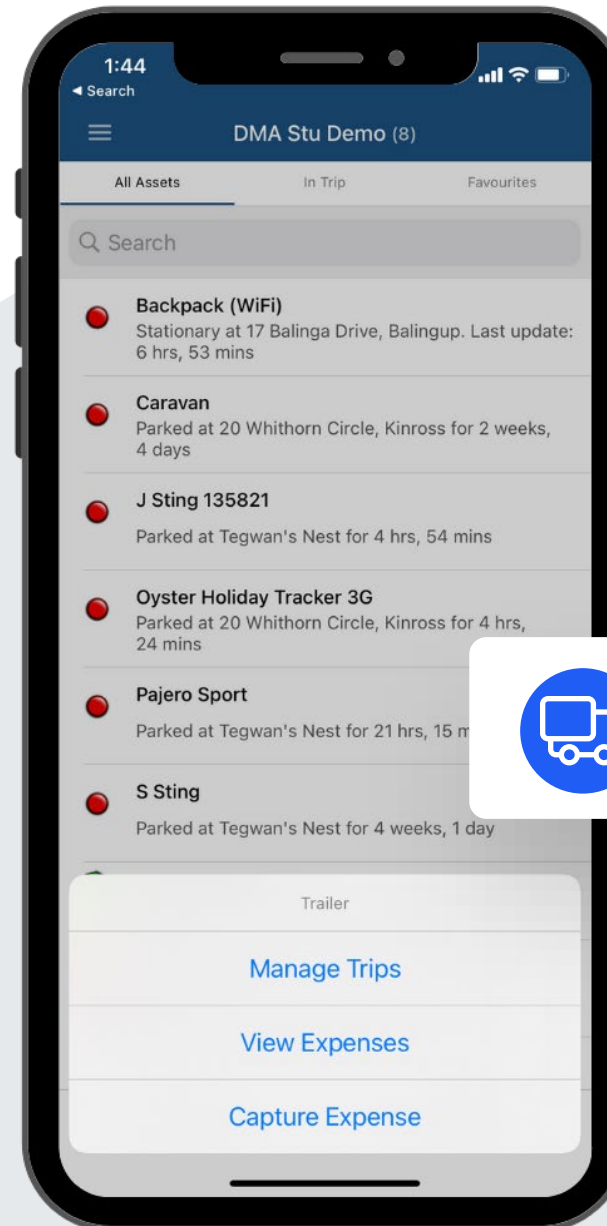 1:44
◀ Search
DMA Stu Demo (8)
All Assets In Trip Favourites
Search
Backpack (WiFi)
Stationary at 17 Balinga Drive, Balingup. Last update:
6 hrs, 53 mins
Caravan
Parked at 20 Whithorn Circle, Kinross for 2 weeks,
4 days
J Sting 135821
Parked at Tegwan's Nest for 4 hrs, 54 mins
Oyster Holiday Tracker 3G
Parked at 20 Whithorn Circle, Kinross for 4 hrs,
24 mins
Pajero Sport
Parked at Tegwan's Nest for 21 hrs, 15 m
S Sting
Parked at Tegwan's Nest for 4 weeks, 1 day
Trailer
Manage Trips
View Expenses
Capture Expense